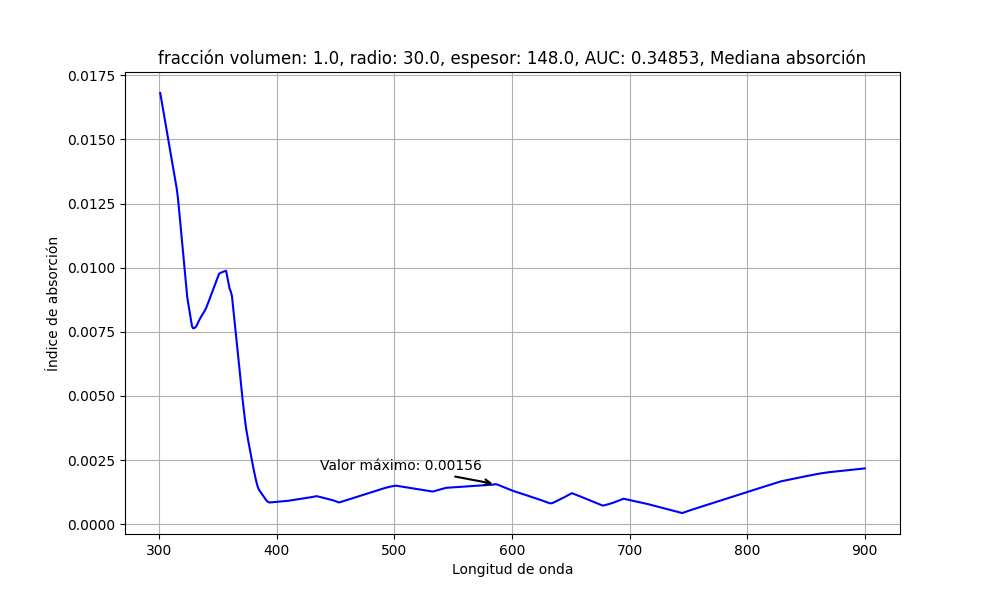 fracción volumen: 1.0, radio: 30.0, espesor: 148.0, AUC: 0.34853, Mediana absorción
0.0175
0.0150
0.0125
0.0100
0.0075
0.0050
0.0025
0.0000
Índice de absorción
Valor máximo: 0.00156
300 400 500 600 700 800 900
Longitud de onda